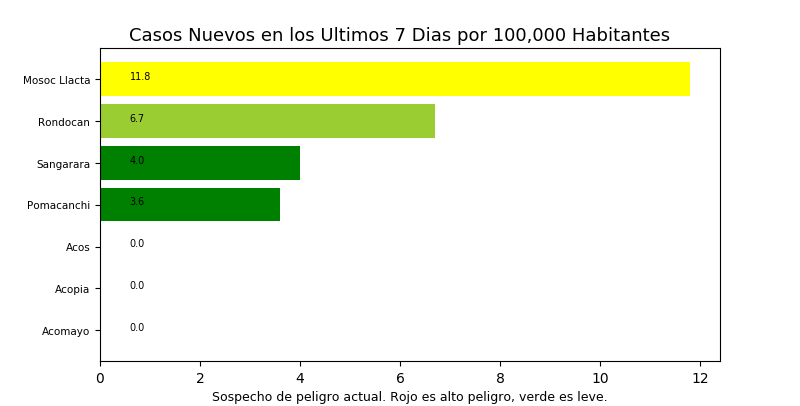 Casos Nuevos en los Ultimos 7 Dias por 100,000 Habitantes
Mosoc Llacta 11.8
Rondocan 6.7
Sangarara 4.0
Pomacanchi 3.6
Acos 0.0
Acopia 0.0
Acomayo 0.0
0 2 4 6 8 10 12
Sospecho de peligro actual. Rojo es alto peligro, verde es leve.